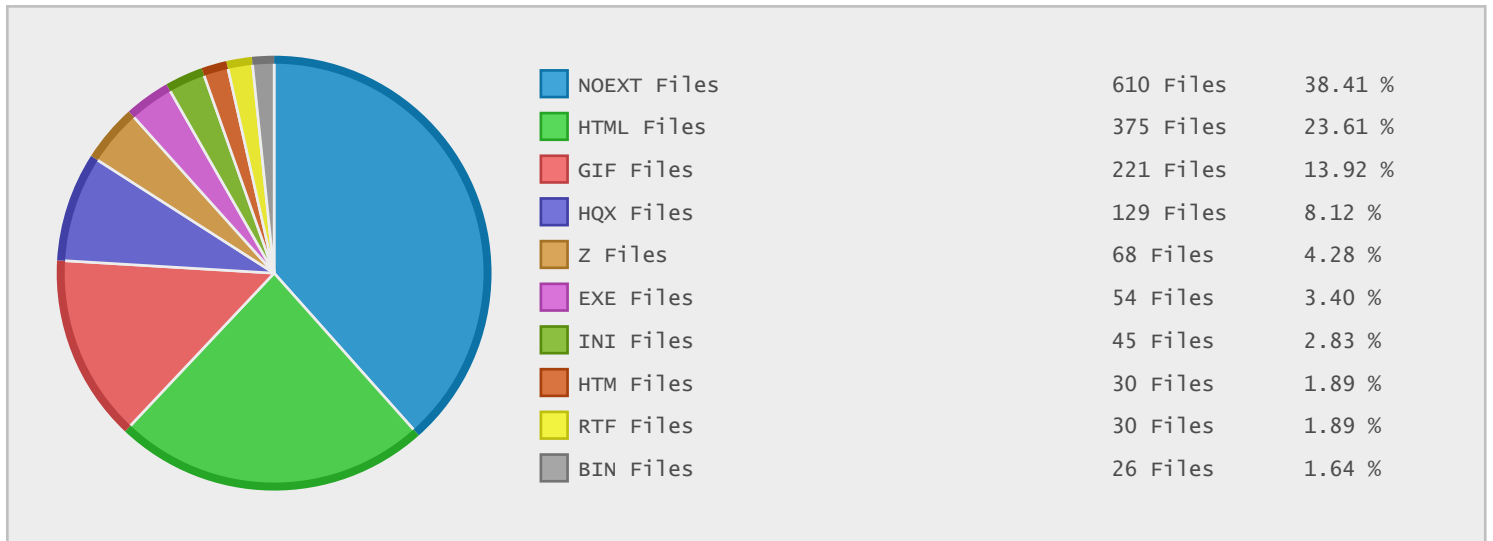 NOEXT Files 610 Files 38.41 %
HTML Files 375 Files 23.61 %
GIF Files 221 Files 13.92 %
HQX Files 129 Files 8.12 %
Z Files 68 Files 4.28 %
EXE Files 54 Files 3.40 %
INI Files 45 Files 2.83 %
HTM Files 30 Files 1.89 %
RTF Files 30 Files 1.89 %
BIN Files 26 Files 1.64 %